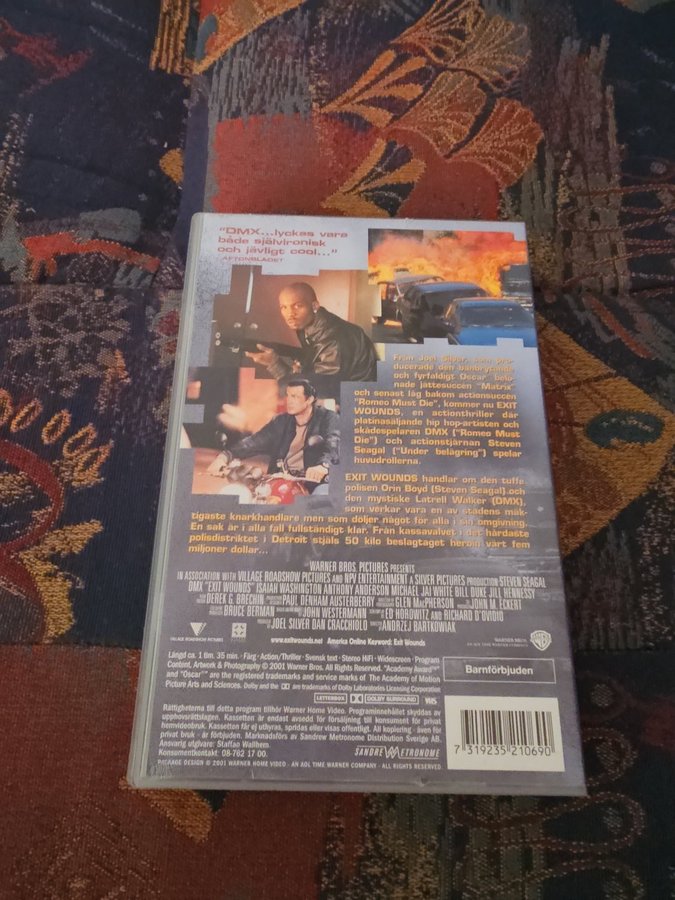 "DMX...lyckas vara
både självironisk
och jävligt cool..."
AFTONBLADET
Från Joel Silver, som pro-
ducerade den banbrytande
och fyrfaldigt Oscar belö-
nade jättesuccen "Matrix"
och senast låg bakom actionsuccen
"Romeo Must Die", kommer nu EXIT
WOUNDS, en actionthriller där
platinasäljande hip hop-artisten och
skådespelaren DMX ("Romeo Must
Die") och actionstjärnan Steven
Seagal ("Under belägring") spelar
huvudrollerna.
EXIT WOUNDS handlar om den tuffe
polisen Orin Boyd (Steven Seagal) och
den mystiske Latrell Walker (DMX),
som verkar vara en av stadens mäk-
tigaste knarkhandlare men som döljer något för alla i sin omgivning.
En sak är i alla fall fullständigt klar. Från kassavalvet i det hårdaste
polisdistriktet i Detroit stjäls 50 kilo beslagtaget heroin värt fem
miljoner dollar...
WARNER BROS. PICTURES PRESENTS
IN ASSOCIATION WITH VILLAGE ROADSHOW PICTURES AND NPV ENTERTAINMENT A SILVER PICTURES PRODUCTION STEVEN SEAGAL
DMX "EXIT WOUNDS" ISAIAH WASHINGTON ANTHONY ANDERSON MICHAEL JAI WHITE BILL DUKE JILL HENNESSY
DEREK G. BRECHIN PAUL DENHAM AUSTERBERRY GLEN MacPHERSON JOHN M. ECKERT
BRUCE BERMAN JOHN WESTERMANN ED HOROWITZ AND RICHARD D'OVIDIO
JOEL SILVER DAN CRACCHIOLO ANDRZEJ BARTKOWIAK
VILLAGE ROADSHOW PICTURES
www.exitwounds.net America Online Keyword: Exit Wounds
Längd ca. 1 tim. 35 min. · Färg · Action/Thriller · Svensk text · Stereo HiFi · Widescreen · Program
Content, Artwork & Photography © 2001 Warner Bros. All Rights Reserved. "Academy Award"
and "Oscar" are the registered trademarks and service marks of The Academy of Motion
Picture Arts and Sciences. Dolby and the DD are trademarks of Dolby Laboratories Licensing Corporation
Barnförbjuden
LETTERBOX DOLBY SURROUND VHS
Rättigheterna till detta program tillhör Warner Home Video. Programinnehållet skyddas av
upphovsrättslagen. Kassetten är endast avsedd för försäljning till konsument för privat
hemvideobruk. Kassetten får ej uthyras, spridas eller visas offentligt. All kopiering - även för
privat bruk - är förbjuden. Marknadsförs av Sandrew Metronome Distribution Sverige AB.
Ansvarig utgivare: Staffan Wallhem.
Konsumentkontakt: 08-762 17 00.
SANDREW METRONOME
PACKAGE DESIGN © 2001 WARNER HOME VIDEO - AN AOL TIME WARNER COMPANY - ALL RIGHTS RESERVED.
7 319235 210690